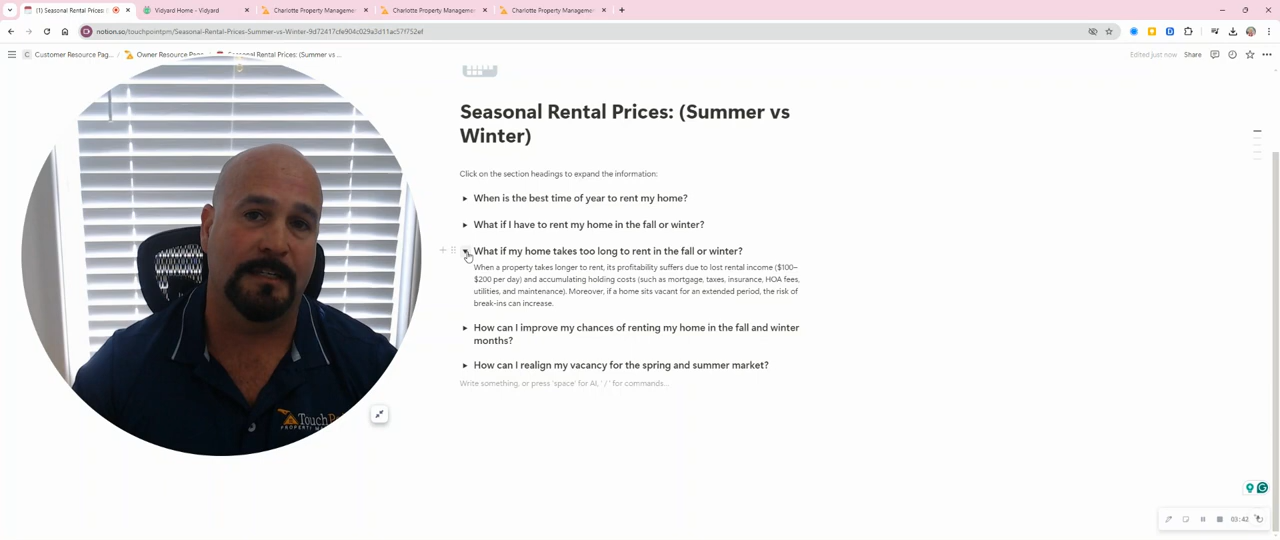 (1) Seasonal Rental Prices: 
Vidyard Home - Vidyard
Charlotte Property Manageme
Charlotte Property Manageme
Charlotte Property Manageme
notion.so/touchpointpm/Seasonal-Rental-Prices-Summer-vs-Winter-9d72417cfe904c029a3d11ac57f752ef
Customer Resource Pag... / Owner Resource Page / Seasonal Rental Prices: (Summer vs ...
Edited just now Share
Seasonal Rental Prices: (Summer vs
Winter)
Click on the section headings to expand the information:
When is the best time of year to rent my home?
What if I have to rent my home in the fall or winter?
What if my home takes too long to rent in the fall or winter?
When a property takes longer to rent, its profitability suffers due to lost rental income ($100–
$200 per day) and accumulating holding costs (such as mortgage, taxes, insurance, HOA fees,
utilities, and maintenance). Moreover, if a home sits vacant for an extended period, the risk of
break-ins can increase.
How can I improve my chances of renting my home in the fall and winter
months?
How can I realign my vacancy for the spring and summer market?
Write something, or press 'space' for AI, '/' for commands...
TouchPo
PROPERTY M
03:42